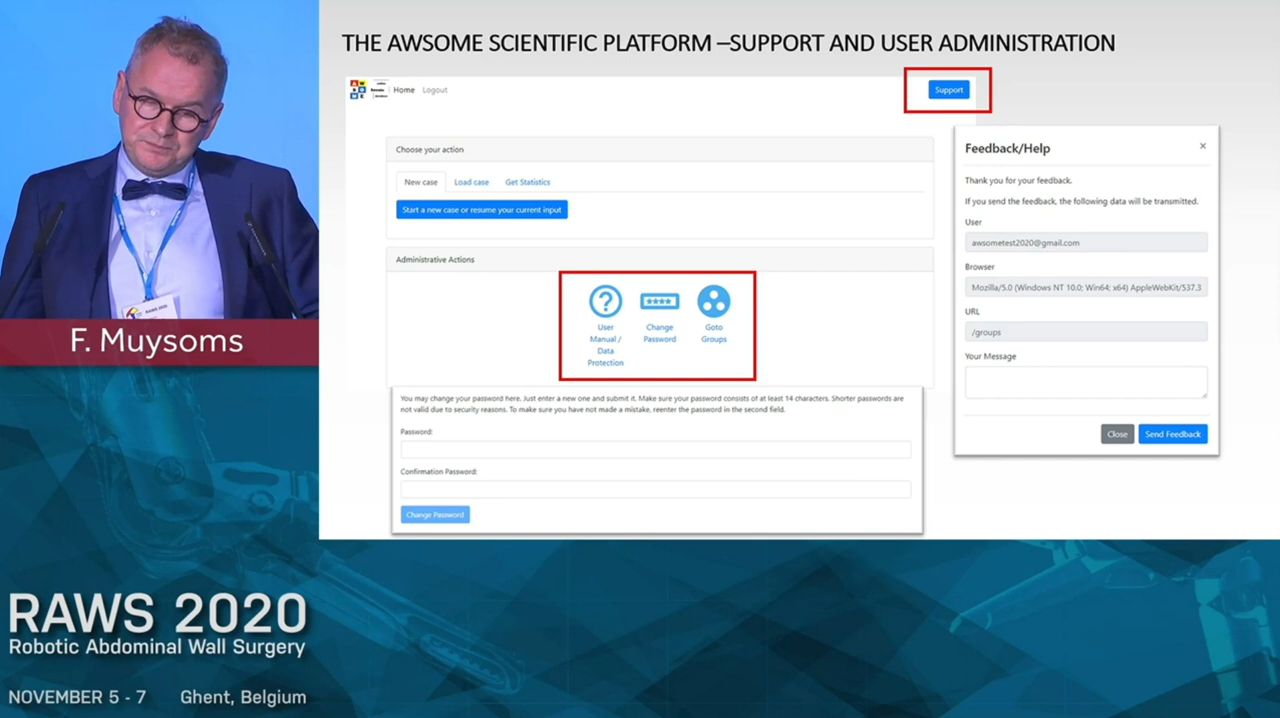 THE AWSOME SCIENTIFIC PLATFORM –SUPPORT AND USER ADMINISTRATION
Home Logout
Support
Choose your action
New case Load case Get Statistics
Start a new case or resume your current input
Administrative Actions
?
****
User
Manual /
Data
Protection
Change
Password
Goto
Groups
You may change your password here. Just enter a new one and submit it. Make sure your password consists of at least 14 characters. Shorter passwords are
not valid due to security reasons. To make sure you have not made a mistake, reenter the password in the second field.
Password:
Confirmation Password:
Change Password
Feedback/Help ×
Thank you for your feedback.
If you send the feedback, the following data will be transmitted.
User
awsometest2020@gmail.com
Browser
Mozilla/5.0 (Windows NT 10.0; Win64; x64) AppleWebKit/537.3
URL
/groups
Your Message
Close Send Feedback
RAWS 2020
F. Muysoms
RAWS 2020
Robotic Abdominal Wall Surgery
NOVEMBER 5 - 7 Ghent, Belgium